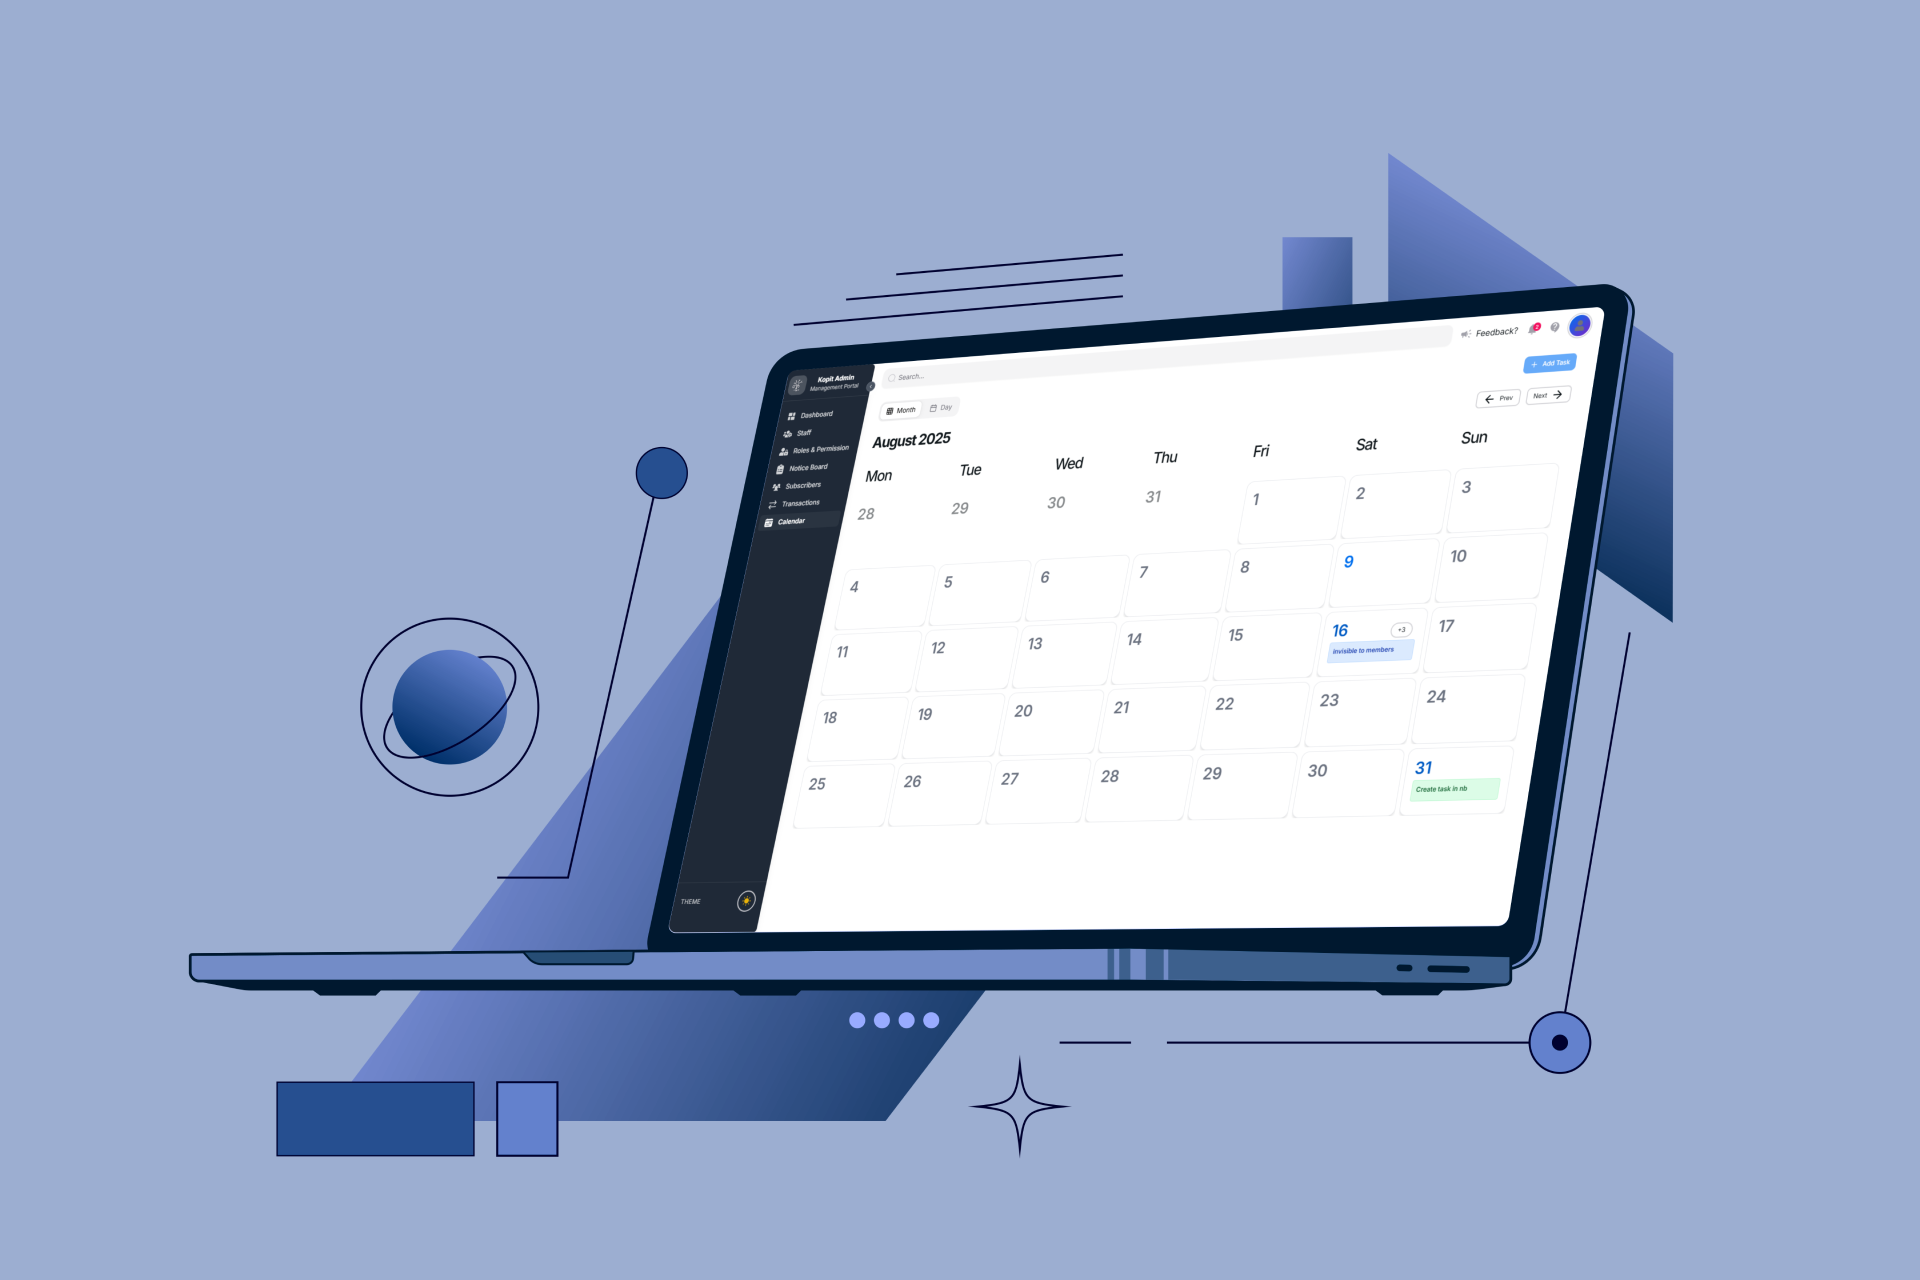 Kapit Admin
Management Portal
Dashboard
Staff
Roles & Permission
Notice Board
Subscribers
Transactions
Calendar
THEME
Search...
Feedback?
2
+ Add Task
Month Day
Prev Next
August 2025
Mon Tue Wed Thu Fri Sat Sun
28 29 30 31 1 2 3
4 5 6 7 8 9 10
11 12 13 14 15 16 +3 17
Invisible to members
18 19 20 21 22 23 24
25 26 27 28 29 30 31
Create task in nb